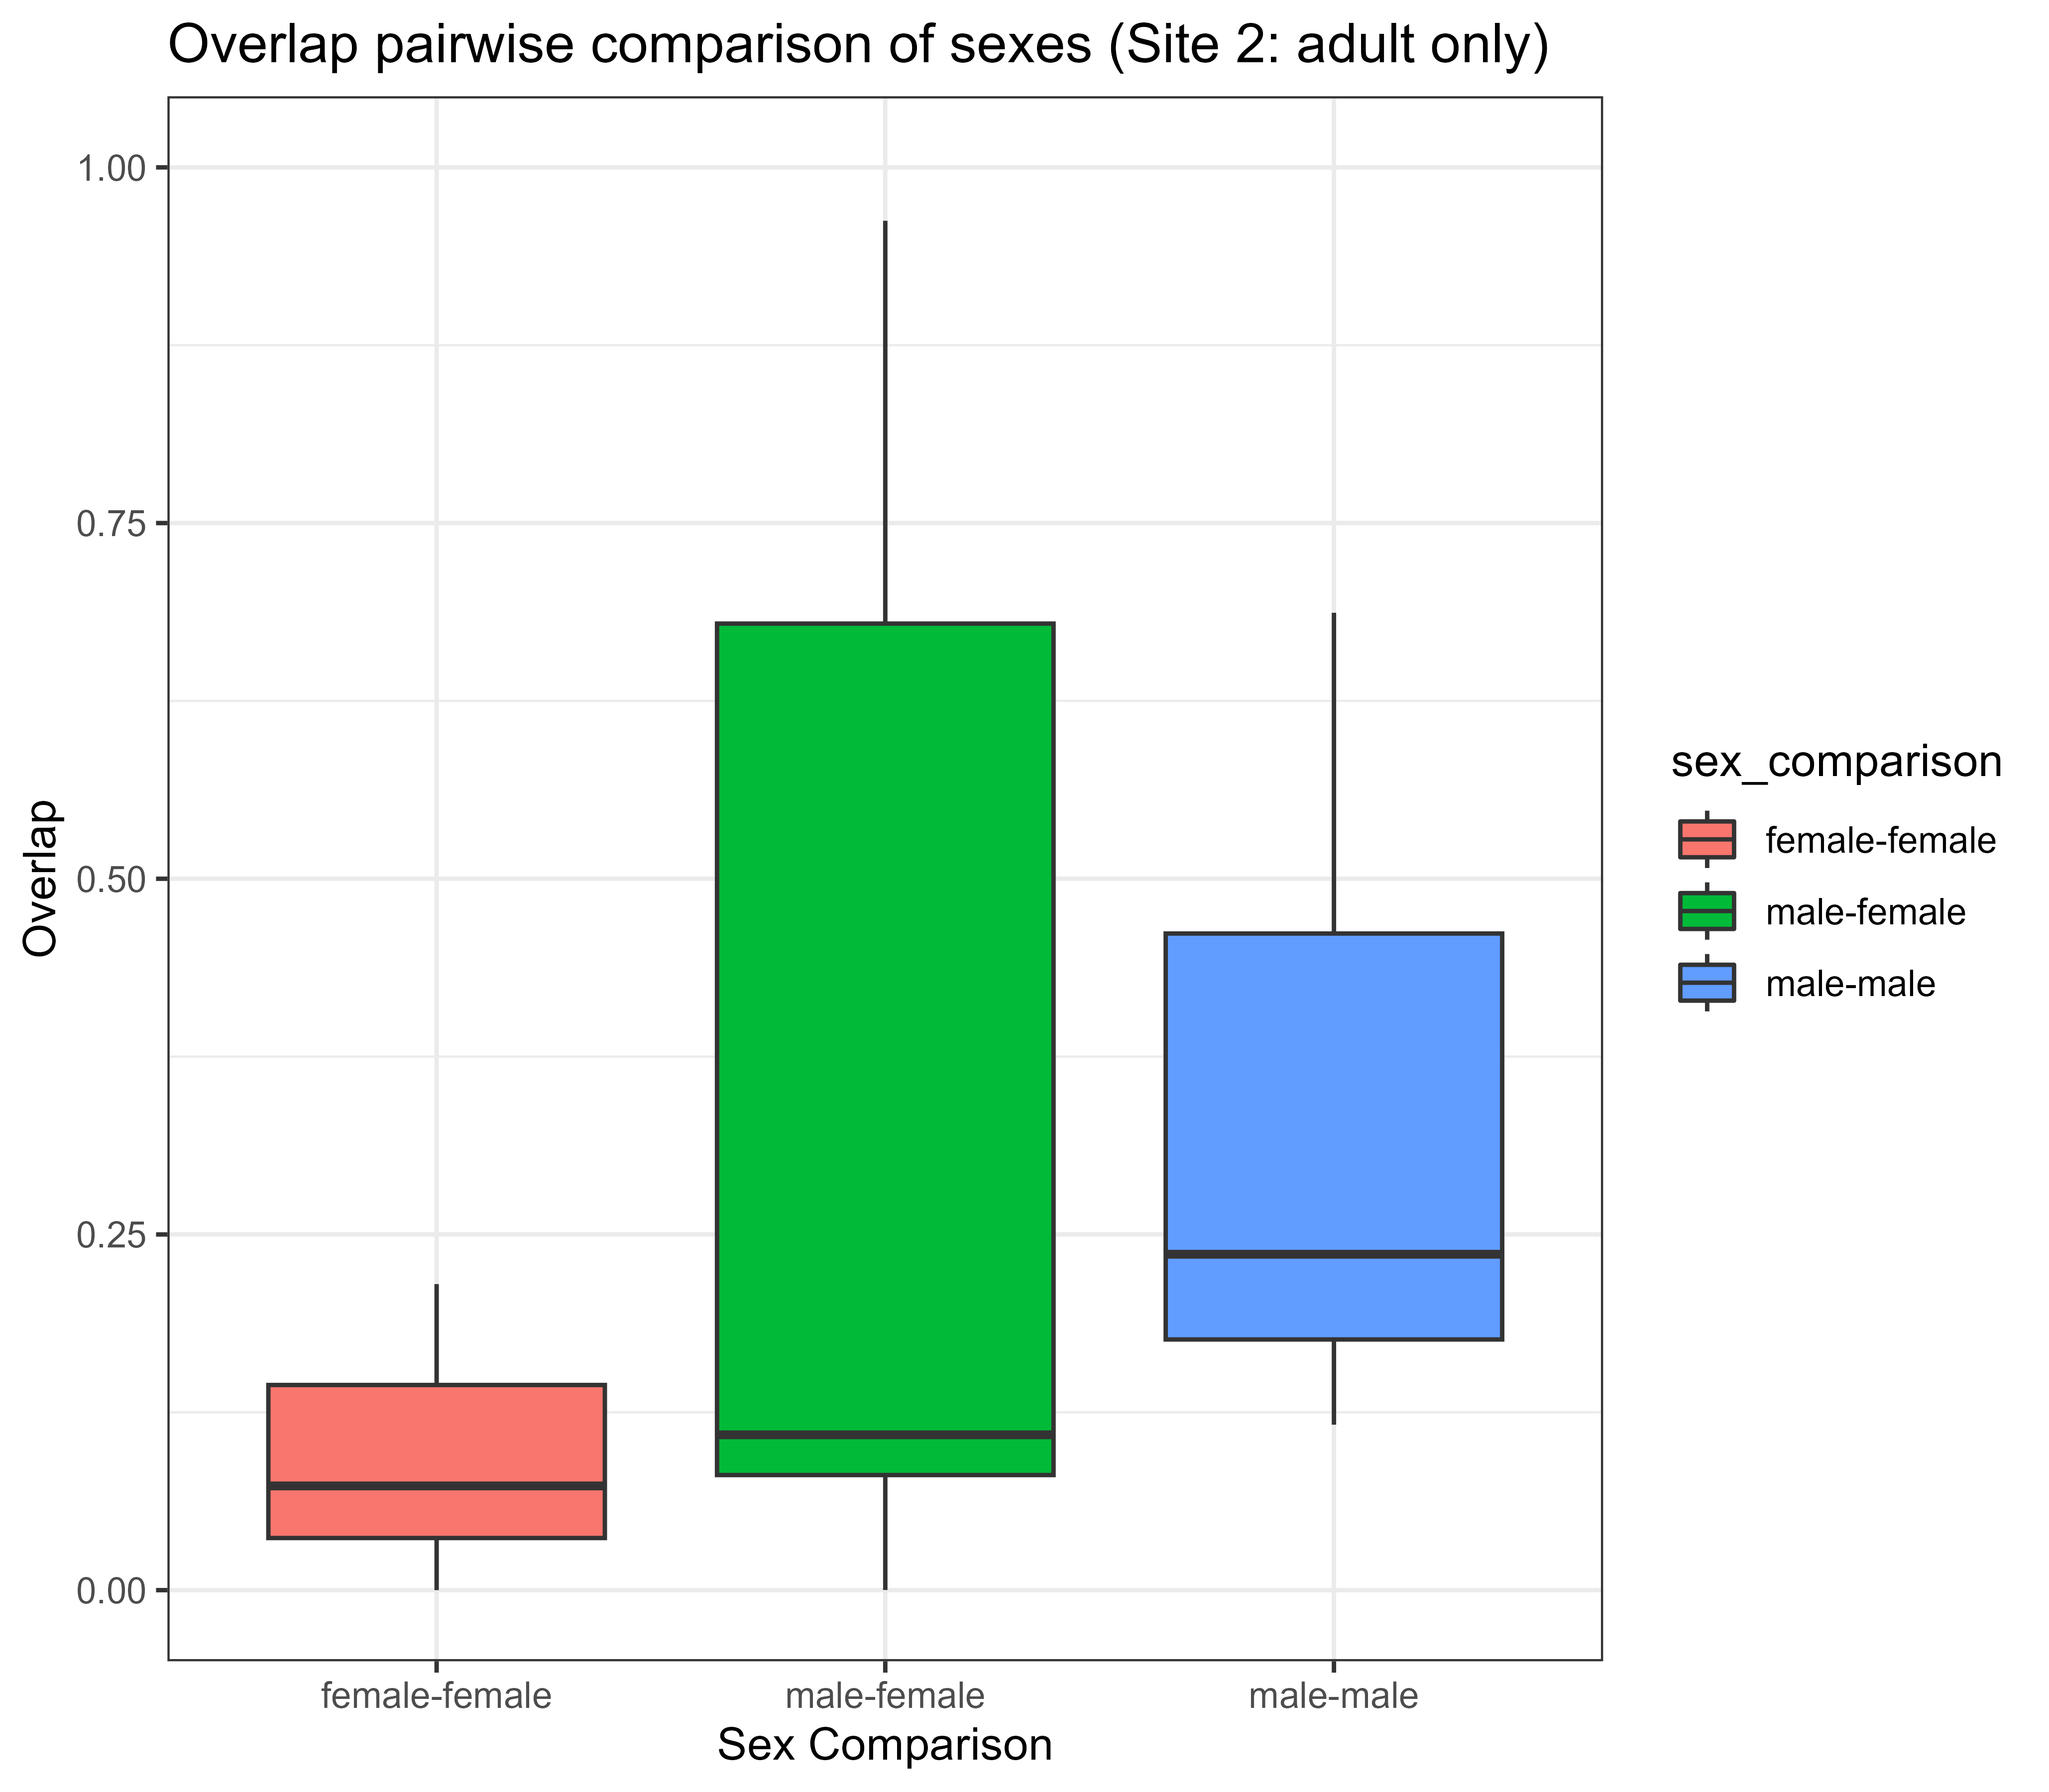 Overlap pairwise comparison of sexes (Site 2: adult only)
1.00
0.75
0.50
0.25
0.00
Overlap
female-female
male-female
male-male
Sex Comparison
sex_comparison
female-female
male-female
male-male